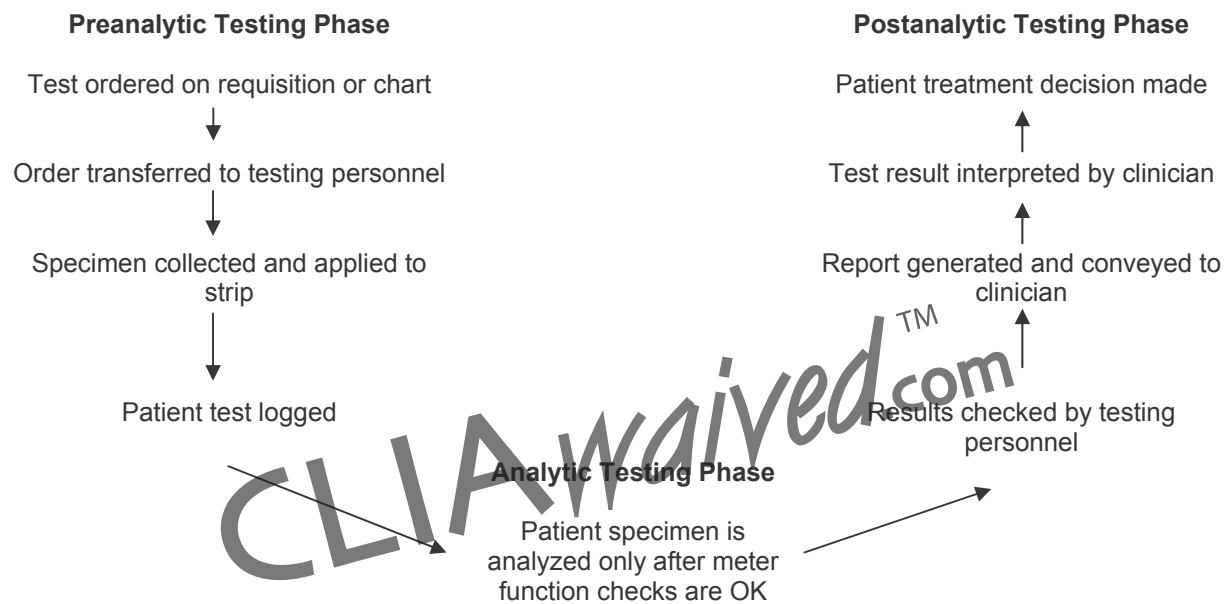 Preanalytic Testing Phase
Test ordered on requisition or chart
Order transferred to testing personnel
Specimen collected and applied to
strip
Patient test logged
Analytic Testing Phase
Patient specimen is
analyzed only after meter
function checks are OK
Postanalytic Testing Phase
Patient treatment decision made
Test result interpreted by clinician
Report generated and conveyed to
clinician
Results checked by testing
personnel
CLIAwaived.com™